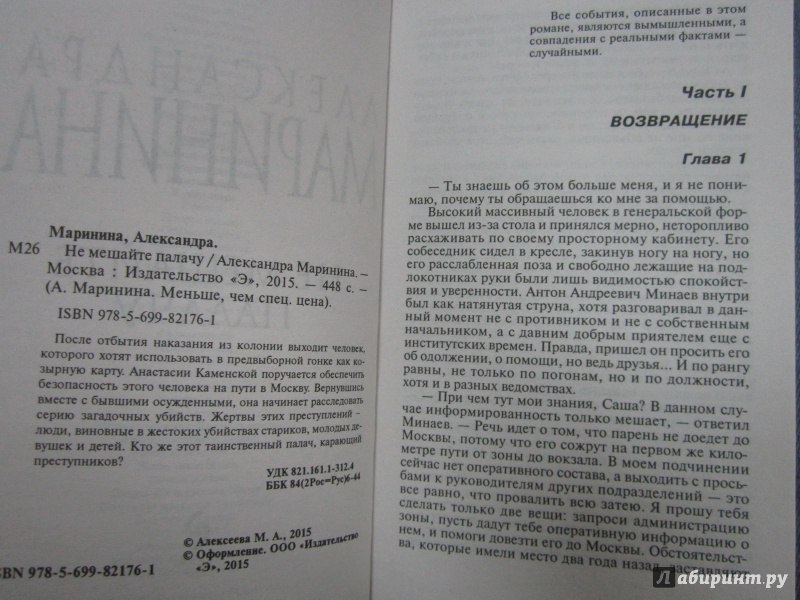 АЛЕКСАНДРА
МАРИНИНА
Маринина, Александра.
М26 Не мешайте палачу / Александра Маринина. –
Москва : Издательство «Э», 2015. — 448 с. –
(А. Маринина. Меньше, чем спец. цена).
ISBN 978-5-699-82176-1
После отбытия наказания из колонии выходит человек,
которого хотят использовать в предвыборной гонке как ко-
зырную карту. Анастасии Каменской поручается обеспечить
безопасность этого человека на пути в Москву. Вернувшись
вместе с бывшими осужденными, она начинает расследовать
серию загадочных убийств. Жертвы этих преступлений –
люди, виновные в жестоких убийствах стариков, молодых де-
вушек и детей. Кто же этот таинственный палач, карающий
преступников?
УДК 821.161.1-312.4
ББК 84(2Рос=Рус)6-44
© Алексеева М. А., 2015
© Оформление. ООО «Издательство
«Э», 2015
ISBN 978-5-699-82176-1
Все события, описанные в этом
романе, являются вымышленными, а
совпадения с реальными фактами —
случайными.
Часть I
ВОЗВРАЩЕНИЕ
Глава 1
— Ты знаешь об этом больше меня, и я не пони-
маю, почему ты обращаешься ко мне за помощью.
Высокий массивный человек в генеральской фор-
ме вышел из-за стола и принялся мерно, неторопливо
расхаживать по своему просторному кабинету. Его
собеседник сидел в кресле, закинув ногу на ногу, но
его расслабленная поза и свободно лежащие на под-
локотниках руки были лишь видимостью спокойст-
вия и уверенности. Антон Андреевич Минаев внутри
был как натянутая струна, хотя разговаривал в дан-
ный момент не с противником и не с собственным
начальником, а с давним добрым приятелем еще с
институтских времен. Правда, пришел он просить его
об одолжении, о помощи, но ведь друзья... И по рангу
равны, не только по погонам, но и по должности,
хотя и в разных ведомствах.
— При чем тут мои знания, Саша? В данном слу-
чае информированность только мешает, — ответил
Минаев. — Речь идет о том, что парень не доедет до
Москвы, потому что его сожрут на первом же кило-
метре пути от зоны до вокзала. В моем подчинении
сейчас нет оперативного состава, а выходить с прось-
бами к руководителям других подразделений — это
все равно, что провалить всю затею. Я прошу тебя
сделать только две вещи: запроси администрацию
зоны, пусть дадут тебе оперативную информацию о
нем, и помоги довезти его до Москвы. Обстоятельст-
ва, которые имели место два года назад, заставляют
Лабиринт.ру